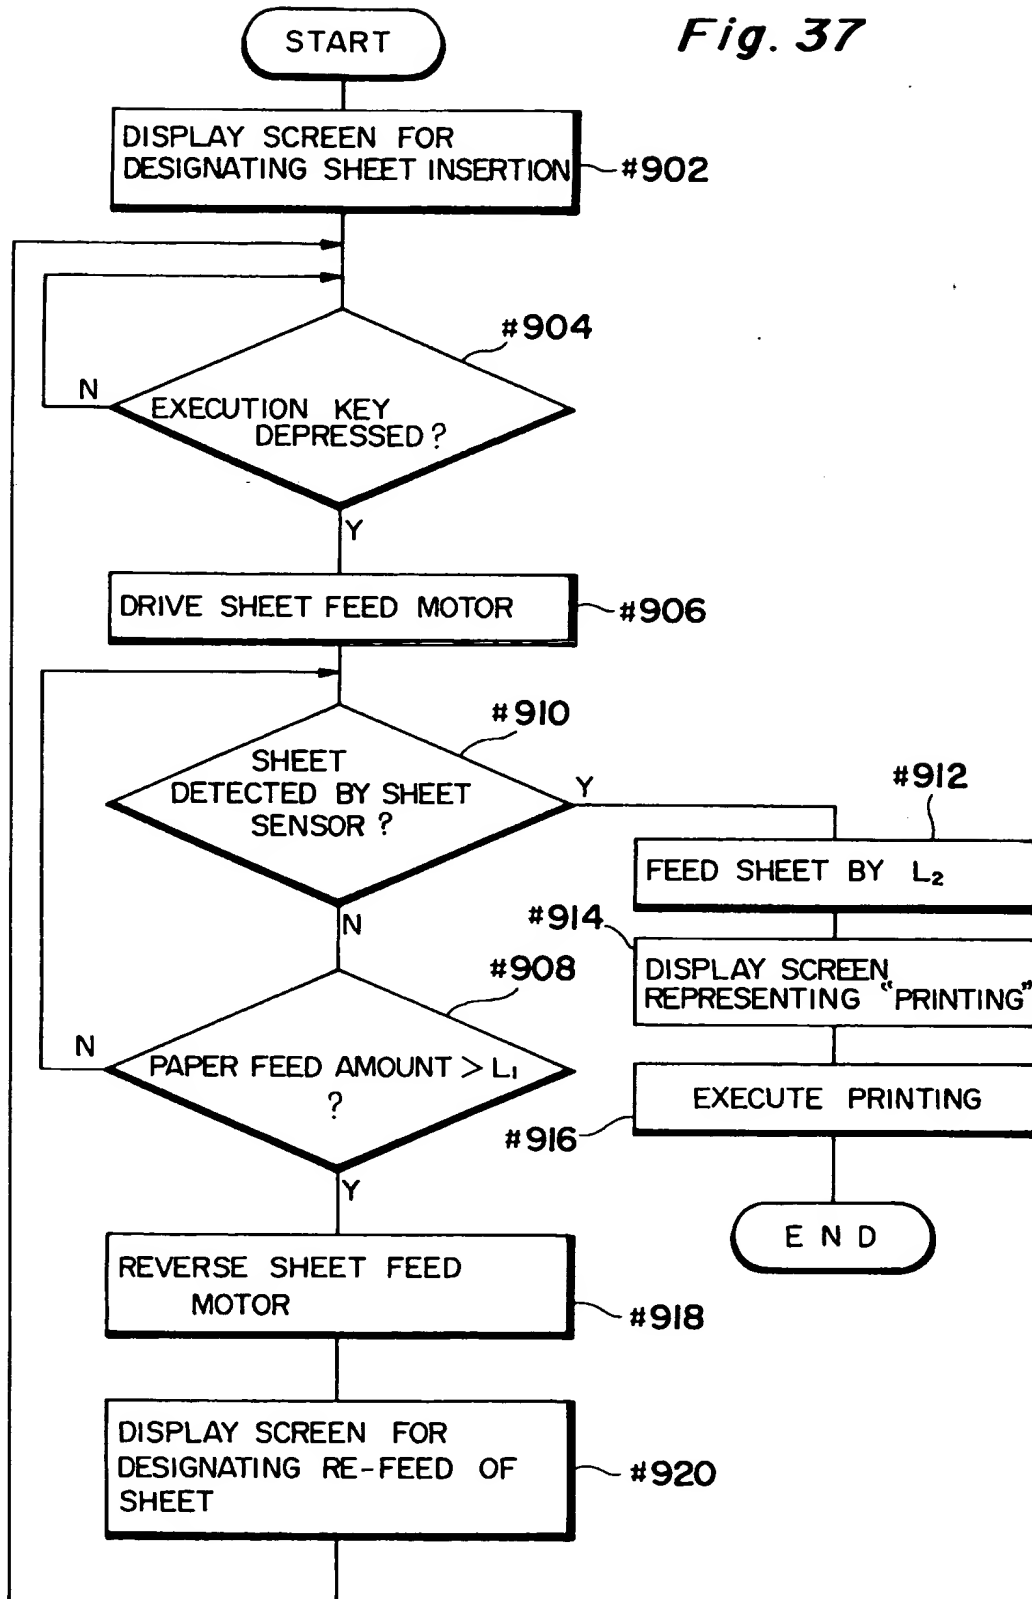 Fig. 37
START
DISPLAY SCREEN FOR
DESIGNATING SHEET INSERTION
#902
#904
N
EXECUTION KEY
DEPRESSED?
Y
DRIVE SHEET FEED MOTOR
#906
#910
SHEET
DETECTED BY SHEET
SENSOR?
Y
N
#912
FEED SHEET BY L₂
#914
DISPLAY SCREEN
REPRESENTING "PRINTING"
EXECUTE PRINTING
#916
END
#908
N
PAPER FEED AMOUNT > L₁
?
Y
REVERSE SHEET FEED
MOTOR
#918
DISPLAY SCREEN FOR
DESIGNATING RE-FEED OF
SHEET
#920